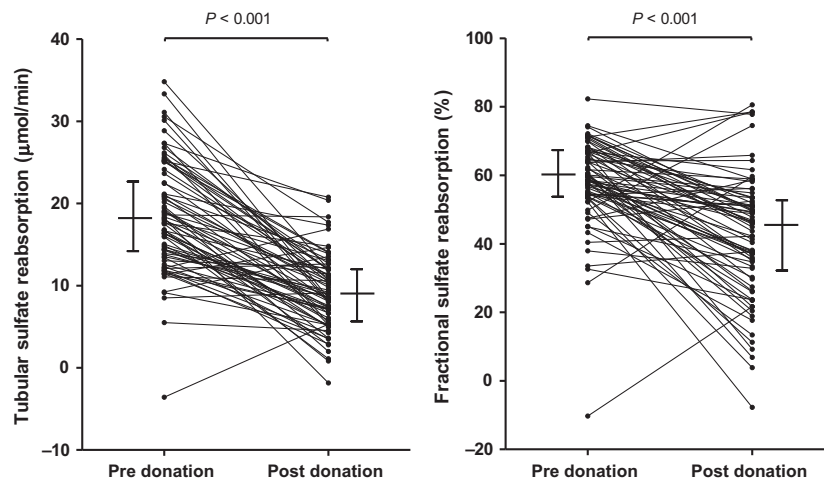 P < 0.001
Tubular sulfate reabsorption (μmol/min)
40
30
20
10
0
–10
Pre donation
Post donation
P < 0.001
Fractional sulfate reabsorption (%)
100
80
60
40
20
0
–20
Pre donation
Post donation